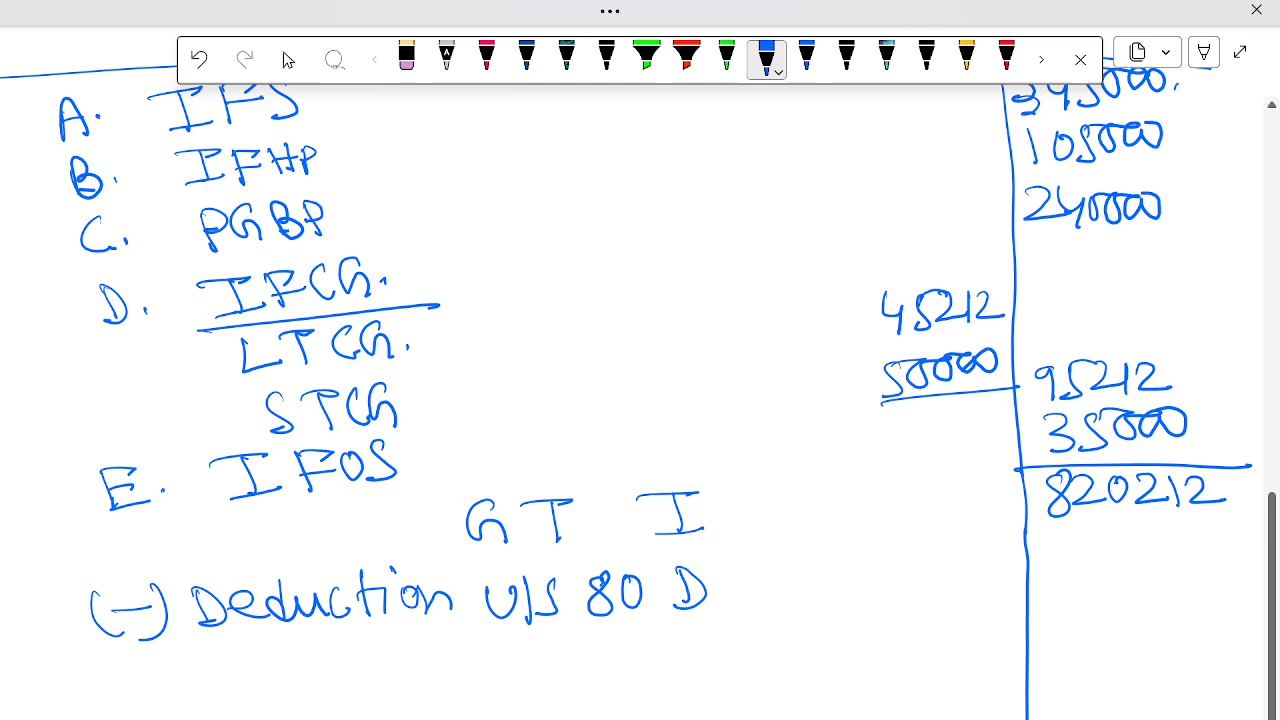 A. IFS 345000.
B. IFHP 105000
C. PGBP 240000
D. IFCG.
LTCG. 45212
STCG 50000 95212
E. IFOS 35000
GTI 820212
(-) Deduction U/S 80 D